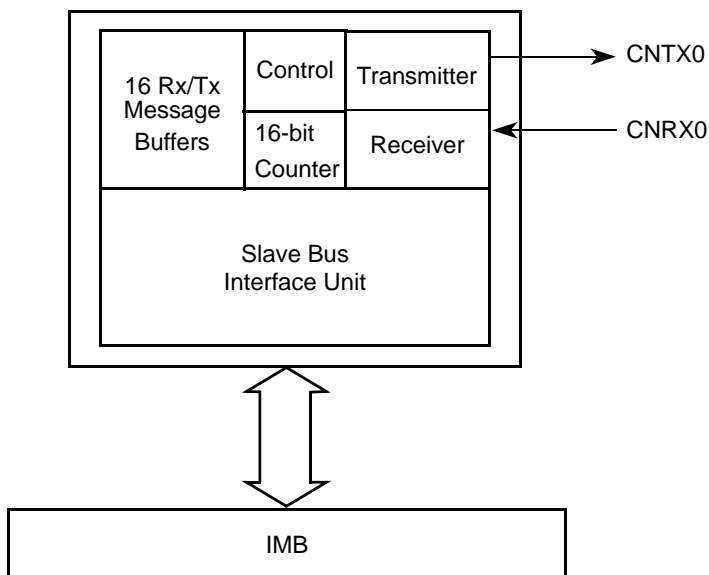 16 Rx/Tx
Message
Buffers
Control
16-bit
Counter
Transmitter
Receiver
CNTX0
CNRX0
Slave Bus
Interface Unit
IMB